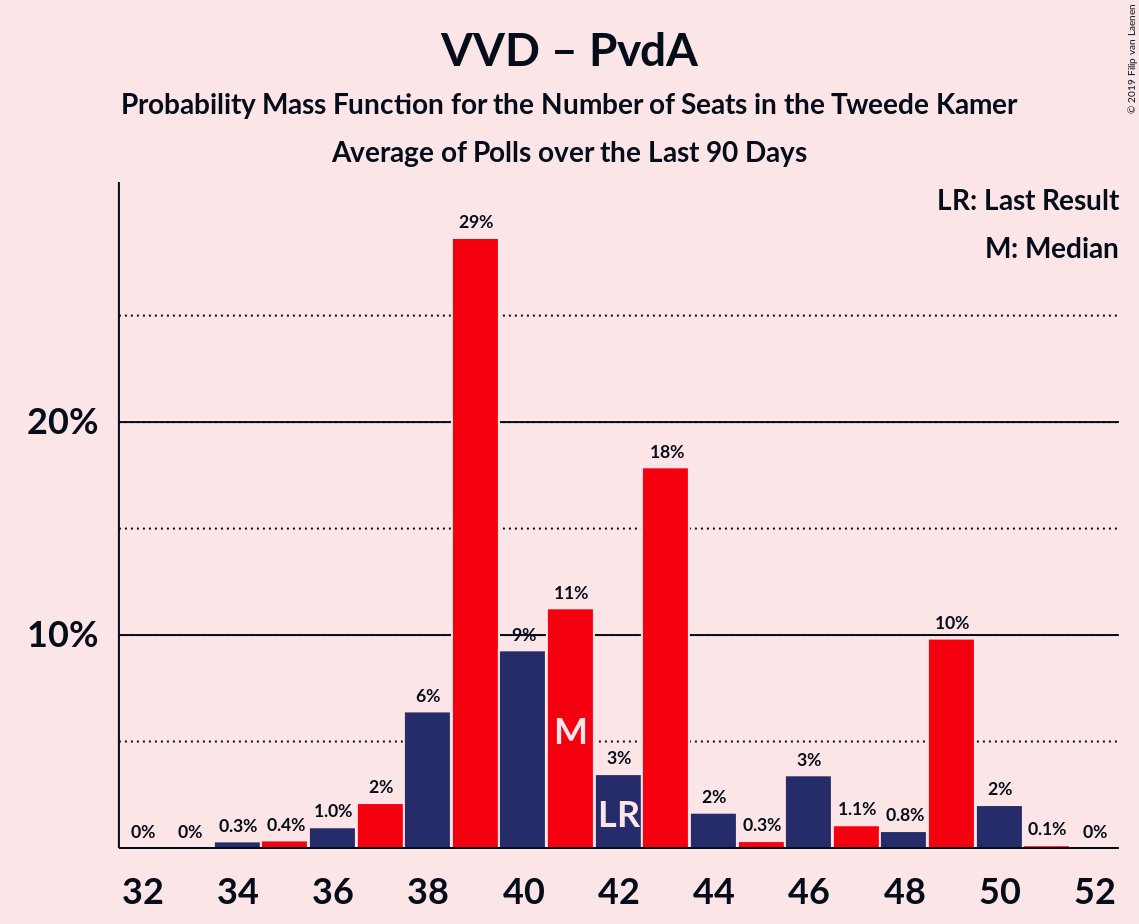 VVD – PvdA
Probability Mass Function for the Number of Seats in the Tweede Kamer
Average of Polls over the Last 90 Days
© 2019 Filip van Laenen
LR: Last Result
M: Median
20%
10%
0%
0%
0.3%
0.4%
1.0%
2%
6%
29%
9%
11%
3%
18%
2%
0.3%
3%
1.1%
0.8%
10%
2%
0.1%
0%
M
LR
32 34 36 38 40 42 44 46 48 50 52